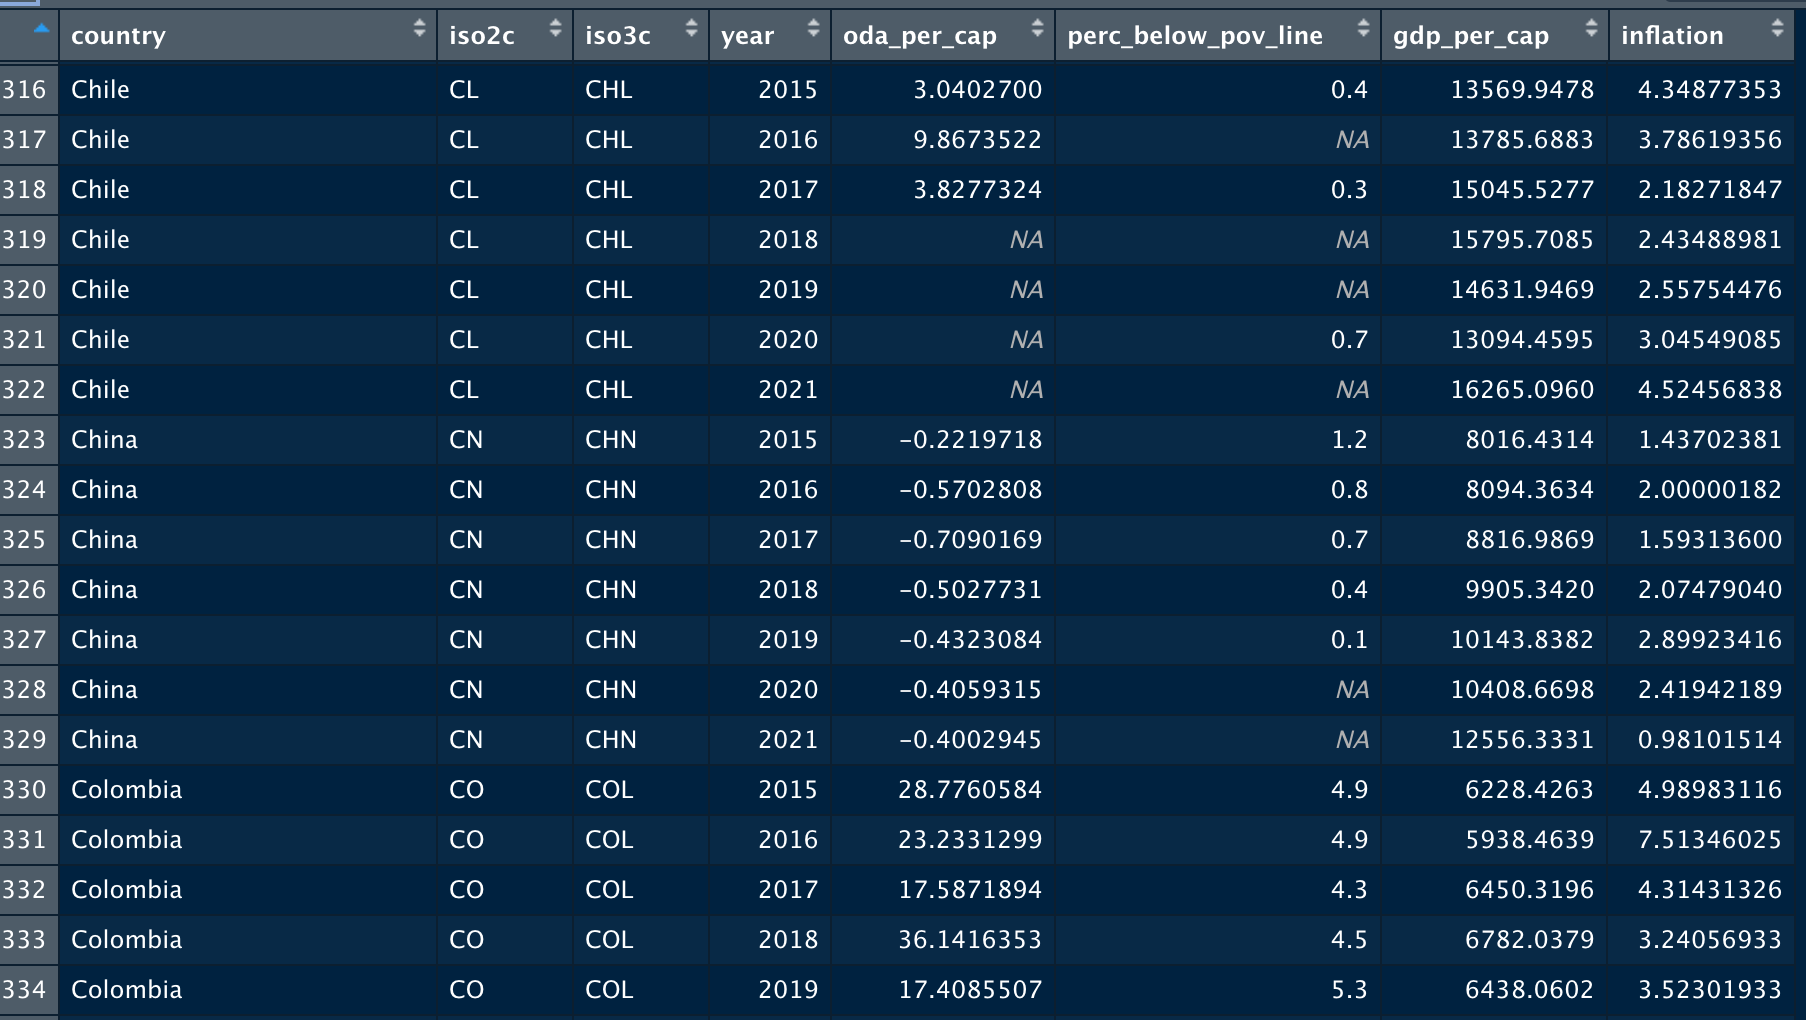 country iso2c iso3c year oda_per_cap perc_below_pov_line gdp_per_cap inflation
316 Chile CL CHL 2015 3.0402700 0.4 13569.9478 4.34877353
317 Chile CL CHL 2016 9.8673522 NA 13785.6883 3.78619356
318 Chile CL CHL 2017 3.8277324 0.3 15045.5277 2.18271847
319 Chile CL CHL 2018 NA NA 15795.7085 2.43488981
320 Chile CL CHL 2019 NA NA 14631.9469 2.55754476
321 Chile CL CHL 2020 NA 0.7 13094.4595 3.04549085
322 Chile CL CHL 2021 NA NA 16265.0960 4.52456838
323 China CN CHN 2015 −0.2219718 1.2 8016.4314 1.43702381
324 China CN CHN 2016 −0.5702808 0.8 8094.3634 2.00000182
325 China CN CHN 2017 −0.7090169 0.7 8816.9869 1.59313600
326 China CN CHN 2018 −0.5027731 0.4 9905.3420 2.07479040
327 China CN CHN 2019 −0.4323084 0.1 10143.8382 2.89923416
328 China CN CHN 2020 −0.4059315 NA 10408.6698 2.41942189
329 China CN CHN 2021 −0.4002945 NA 12556.3331 0.98101514
330 Colombia CO COL 2015 28.7760584 4.9 6228.4263 4.98983116
331 Colombia CO COL 2016 23.2331299 4.9 5938.4639 7.51346025
332 Colombia CO COL 2017 17.5871894 4.3 6450.3196 4.31431326
333 Colombia CO COL 2018 36.1416353 4.5 6782.0379 3.24056933
334 Colombia CO COL 2019 17.4085507 5.3 6438.0602 3.52301933